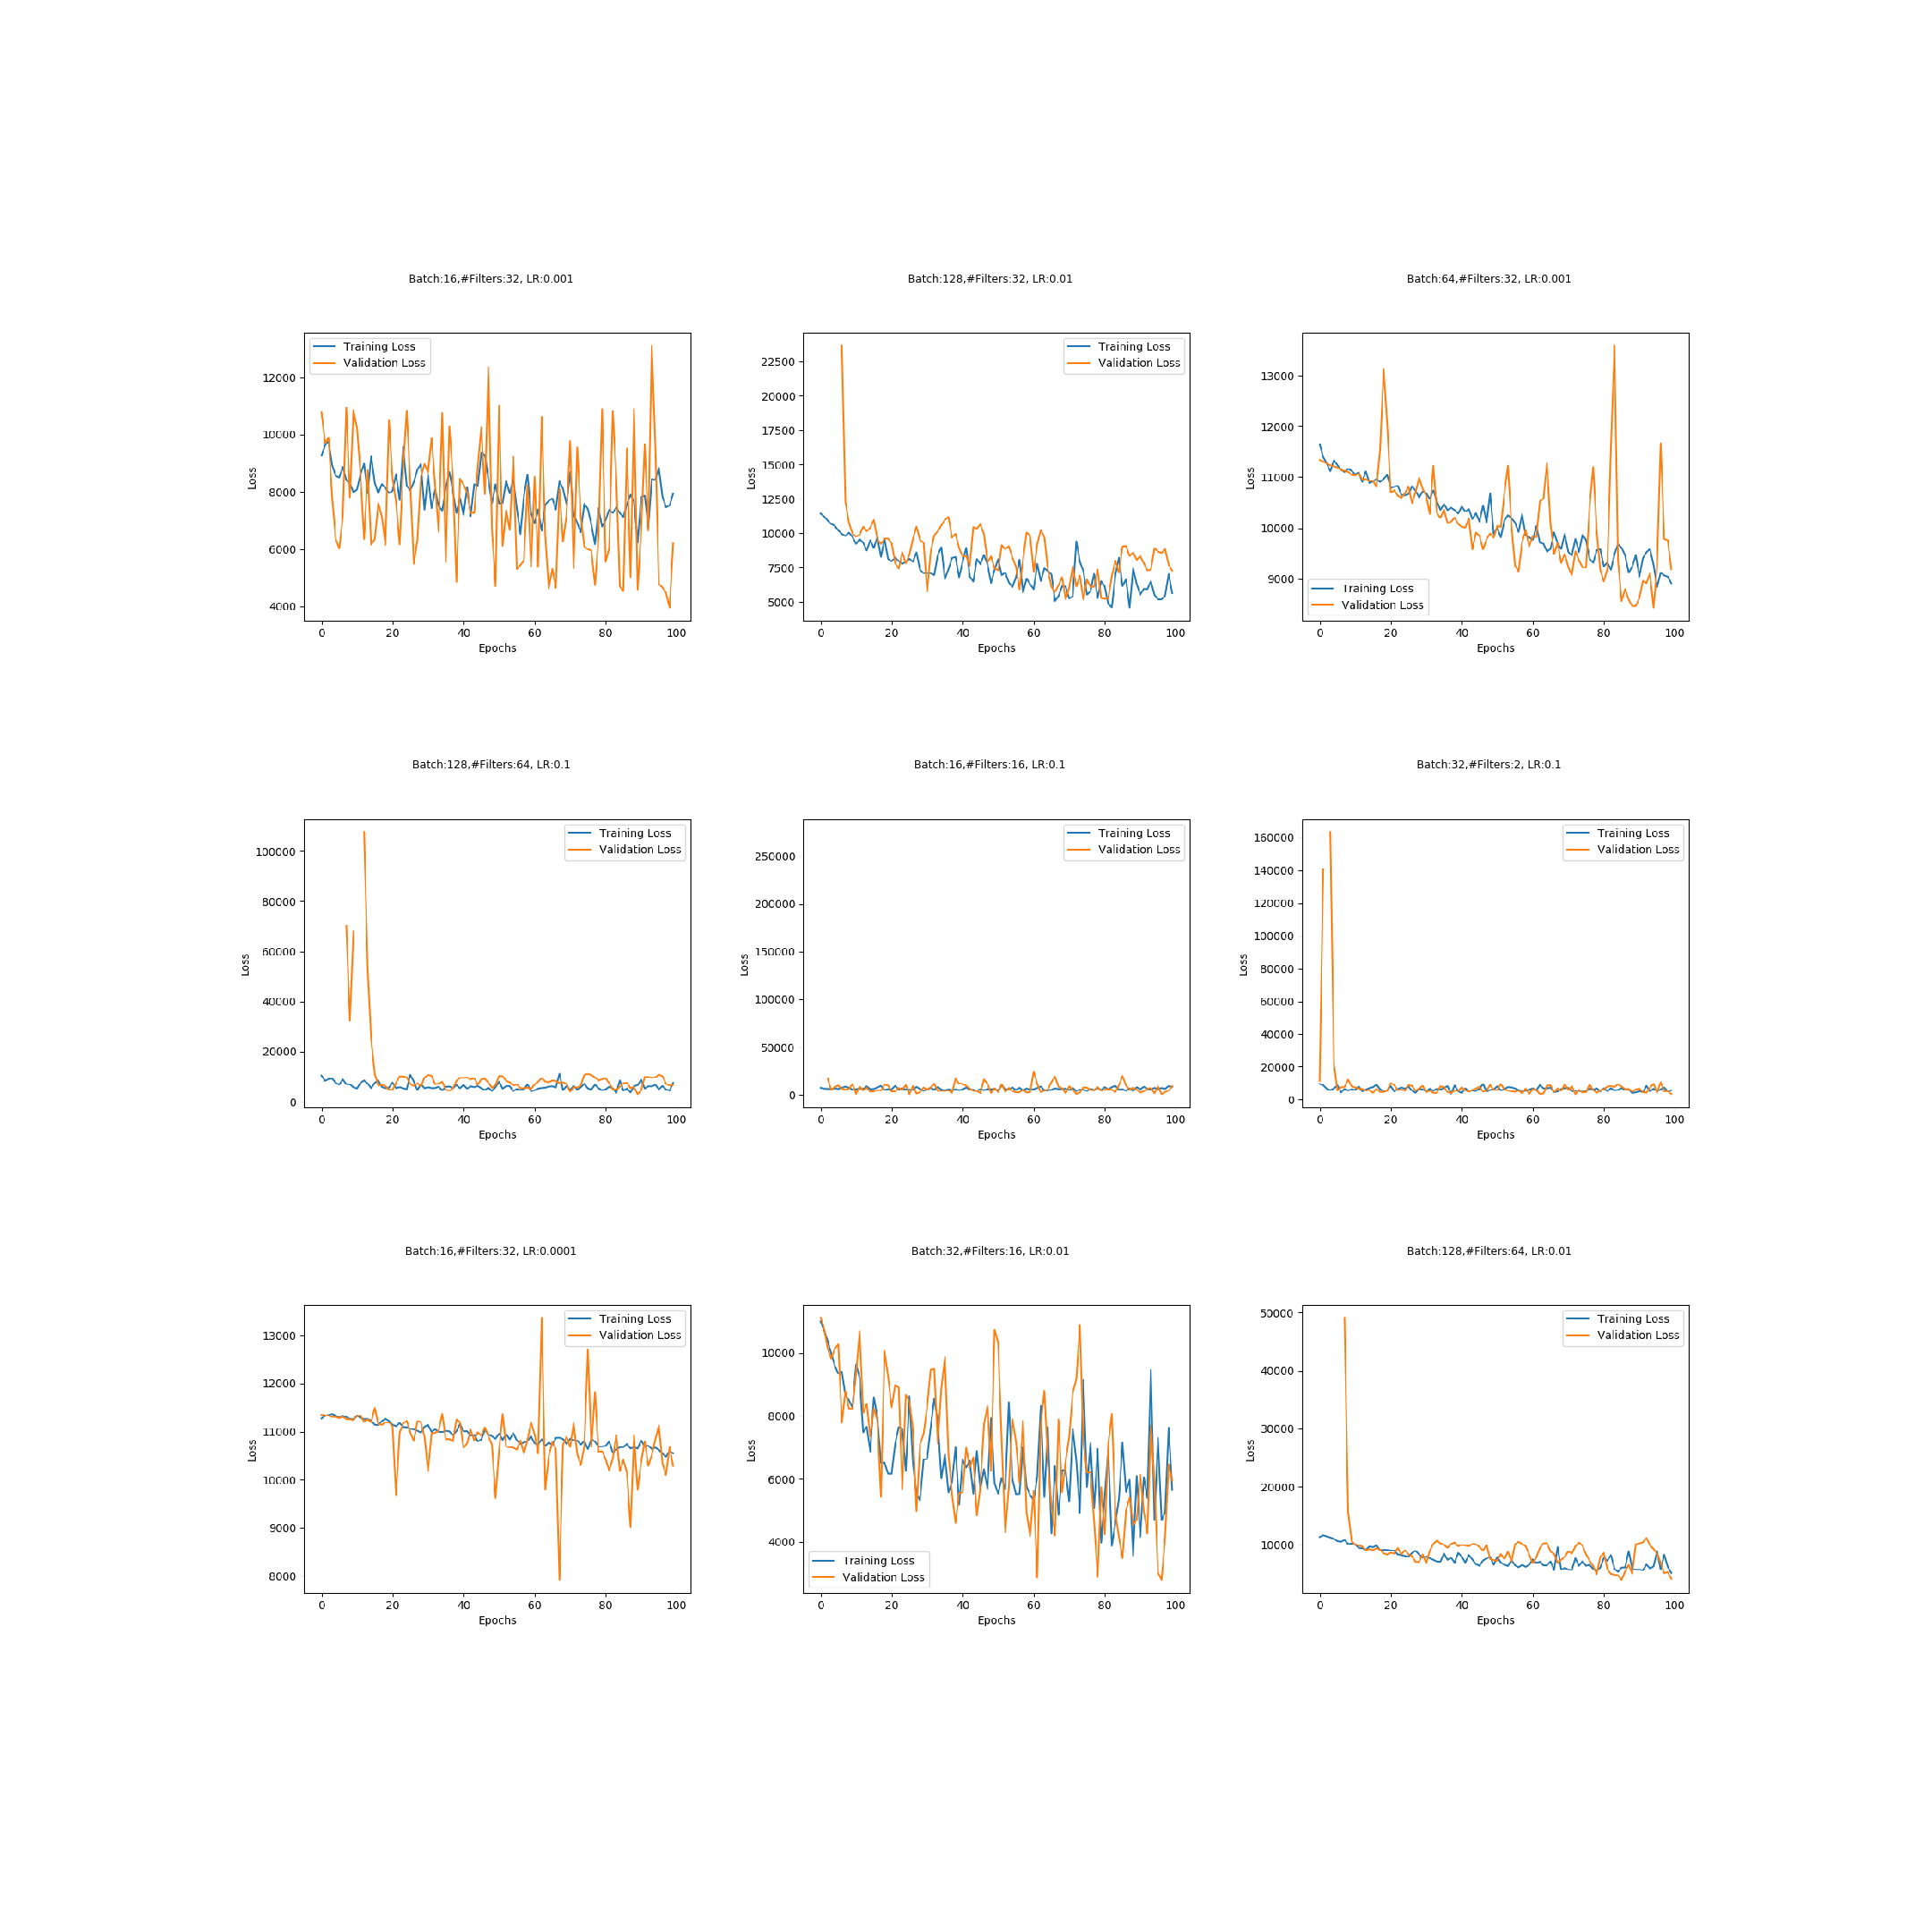 Batch:16,#Filters:32, LR:0.001
Training Loss
Validation Loss
12000
10000
8000
6000
4000
Loss
0 20 40 60 80 100
Epochs
Batch:128,#Filters:32, LR:0.01
Training Loss
Validation Loss
22500
20000
17500
15000
12500
10000
7500
5000
Loss
0 20 40 60 80 100
Epochs
Batch:64,#Filters:32, LR:0.001
13000
12000
11000
10000
9000
Loss
Training Loss
Validation Loss
0 20 40 60 80 100
Epochs
Batch:128,#Filters:64, LR:0.1
Training Loss
Validation Loss
100000
80000
60000
40000
20000
0
Loss
0 20 40 60 80 100
Epochs
Batch:16,#Filters:16, LR:0.1
Training Loss
Validation Loss
250000
200000
150000
100000
50000
0
Loss
0 20 40 60 80 100
Epochs
Batch:32,#Filters:2, LR:0.1
Training Loss
Validation Loss
160000
140000
120000
100000
80000
60000
40000
20000
0
Loss
0 20 40 60 80 100
Epochs
Batch:16,#Filters:32, LR:0.0001
Training Loss
Validation Loss
13000
12000
11000
10000
9000
8000
Loss
0 20 40 60 80 100
Epochs
Batch:32,#Filters:16, LR:0.01
10000
8000
6000
4000
Loss
Training Loss
Validation Loss
0 20 40 60 80 100
Epochs
Batch:128,#Filters:64, LR:0.01
Training Loss
Validation Loss
50000
40000
30000
20000
10000
Loss
0 20 40 60 80 100
Epochs